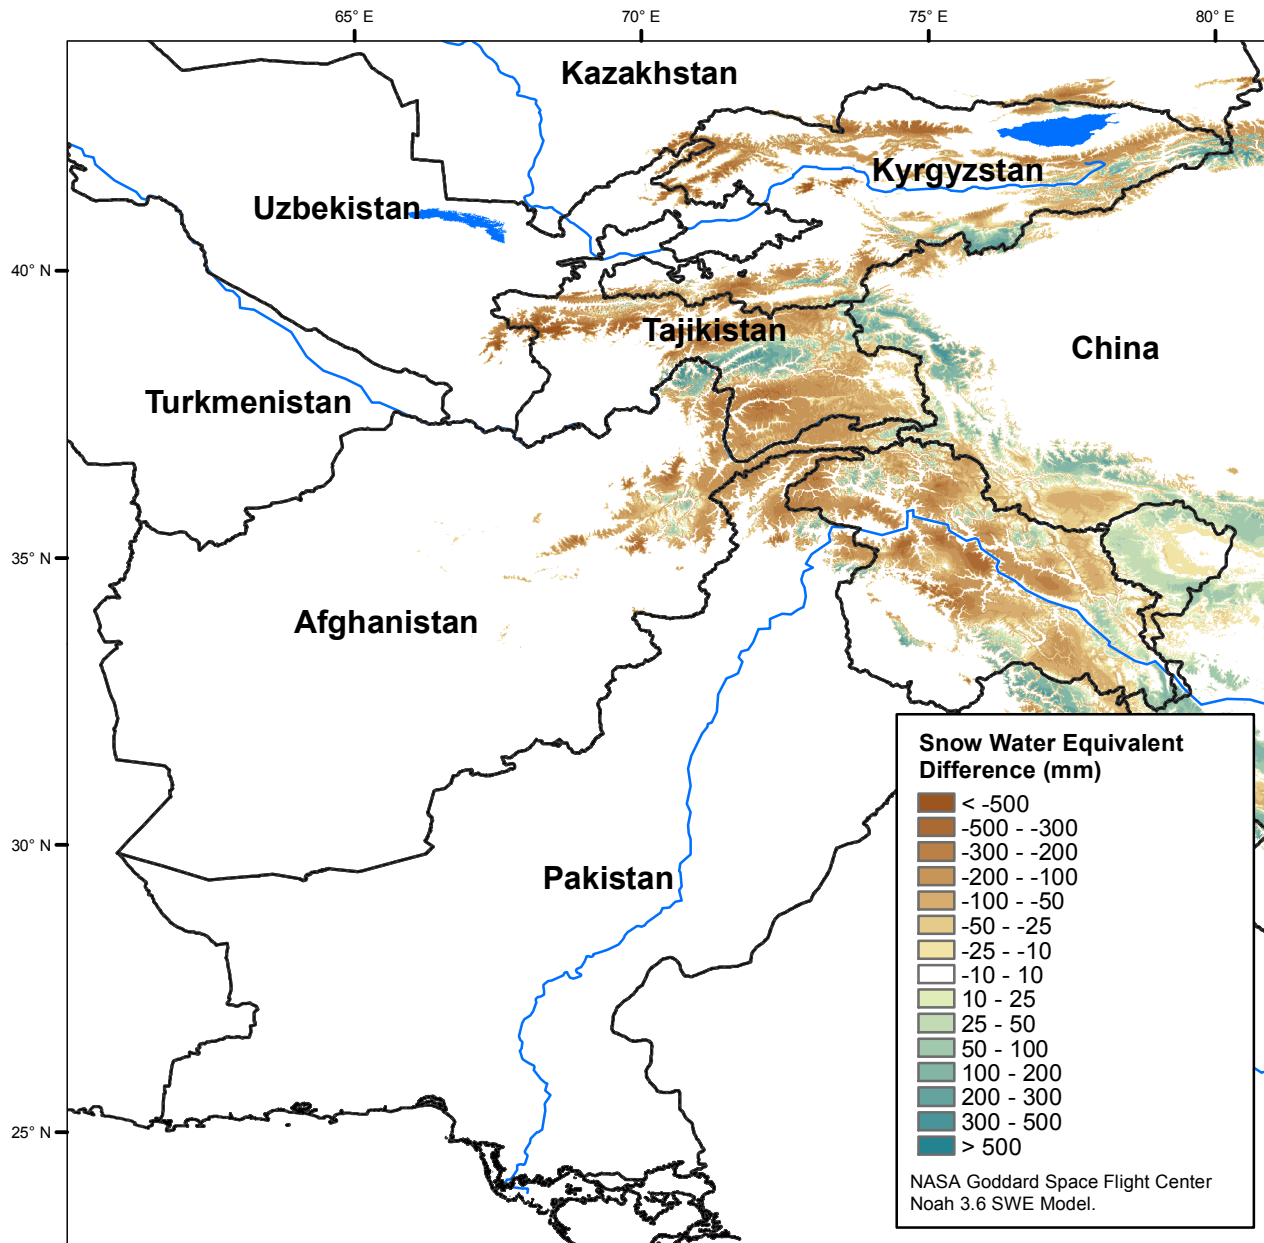 65° E
70° E
75° E
80° E
Kazakhstan
Kyrgyzstan
Uzbekistan
40° N
Tajikistan
China
Turkmenistan
35° N
Afghanistan
30° N
Pakistan
25° N
Snow Water Equivalent
Difference (mm)
< -500
-500 - -300
-300 - -200
-200 - -100
-100 - -50
-50 - -25
-25 - -10
-10 - 10
10 - 25
25 - 50
50 - 100
100 - 200
200 - 300
300 - 500
> 500
NASA Goddard Space Flight Center
Noah 3.6 SWE Model.